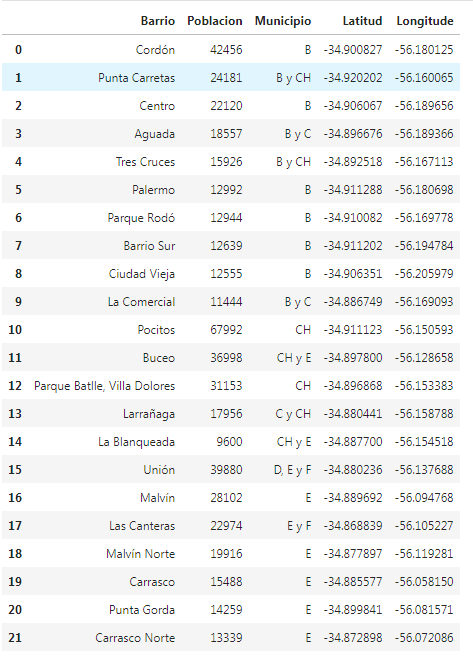 Barrio Poblacion Municipio Latitud Longitude
0 Cordón 42456 B -34.900827 -56.180125
1 Punta Carretas 24181 B y CH -34.920202 -56.160065
2 Centro 22120 B -34.906067 -56.189656
3 Aguada 18557 B y C -34.896676 -56.189366
4 Tres Cruces 15926 B y CH -34.892518 -56.167113
5 Palermo 12992 B -34.911288 -56.180698
6 Parque Rodó 12944 B -34.910082 -56.169778
7 Barrio Sur 12639 B -34.911202 -56.194784
8 Ciudad Vieja 12555 B -34.906351 -56.205979
9 La Comercial 11444 B y C -34.886749 -56.169093
10 Pocitos 67992 CH -34.911123 -56.150593
11 Buceo 36998 CH y E -34.897800 -56.128658
12 Parque Batlle, Villa Dolores 31153 CH -34.896868 -56.153383
13 Larrañaga 17956 C y CH -34.880441 -56.158788
14 La Blanqueada 9600 CH y E -34.887700 -56.154518
15 Unión 39880 D, E y F -34.880236 -56.137688
16 Malvín 28102 E -34.889692 -56.094768
17 Las Canteras 22974 E y F -34.868839 -56.105227
18 Malvín Norte 19916 E -34.877897 -56.119281
19 Carrasco 15488 E -34.885577 -56.058150
20 Punta Gorda 14259 E -34.899841 -56.081571
21 Carrasco Norte 13339 E -34.872898 -56.072086